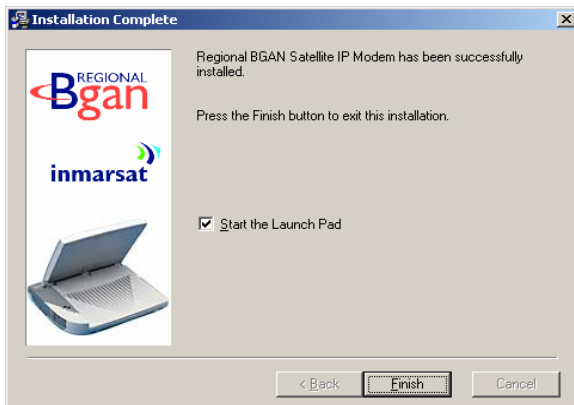 Installation Complete
REGIONAL
Bgan
inmarsat
Regional BGAN Satellite IP Modem has been successfully
installed.
Press the Finish button to exit this installation.
Start the Launch Pad
< Back
Finish
Cancel